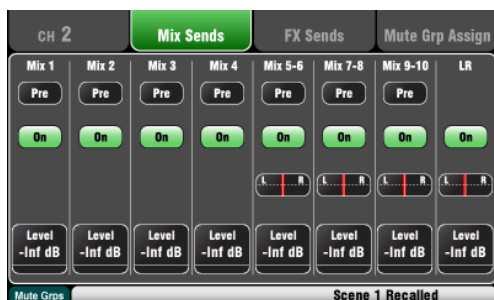 CH 2 Mix Sends FX Sends Mute Grp Assign
Mix 1 Mix 2 Mix 3 Mix 4 Mix 5-6 Mix 7-8 Mix 9-10 LR
Pre Pre Pre Pre Pre Pre Pre
On On On On On On On On
L R L R L R L R
Level Level Level Level Level Level Level Level
-Inf dB -Inf dB -Inf dB -Inf dB -Inf dB -Inf dB -Inf dB -Inf dB
Mute Grps Scene 1 Recalled